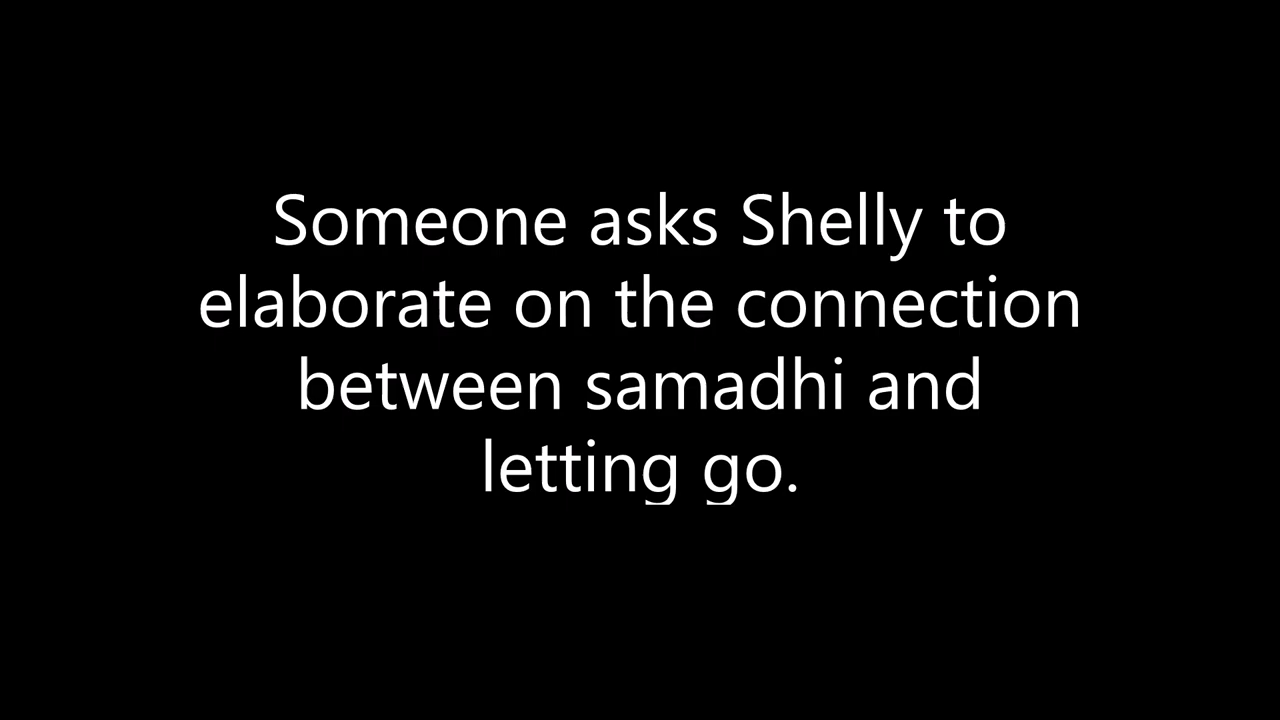 Someone asks Shelly to
elaborate on the connection
between samadhi and
letting go.